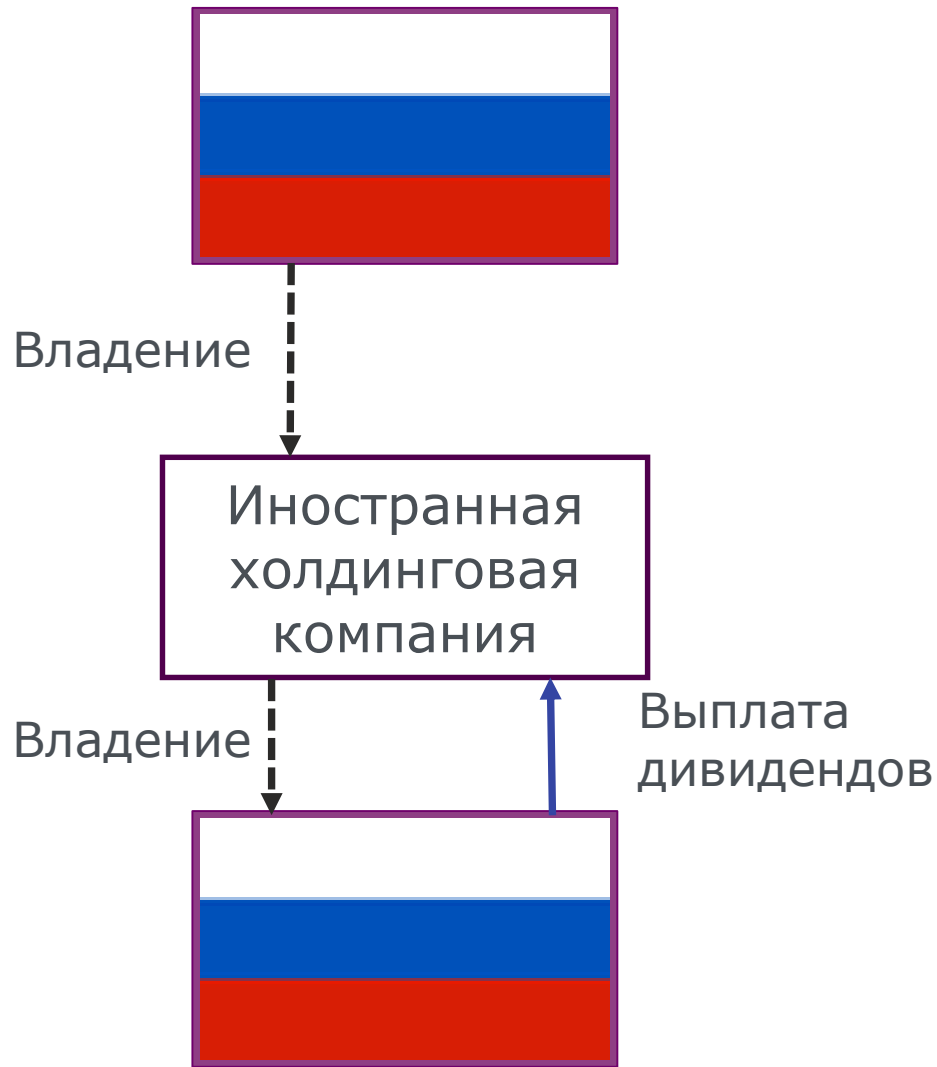 Владение
Иностранная
холдинговая
компания
Владение
Выплата
дивидендов